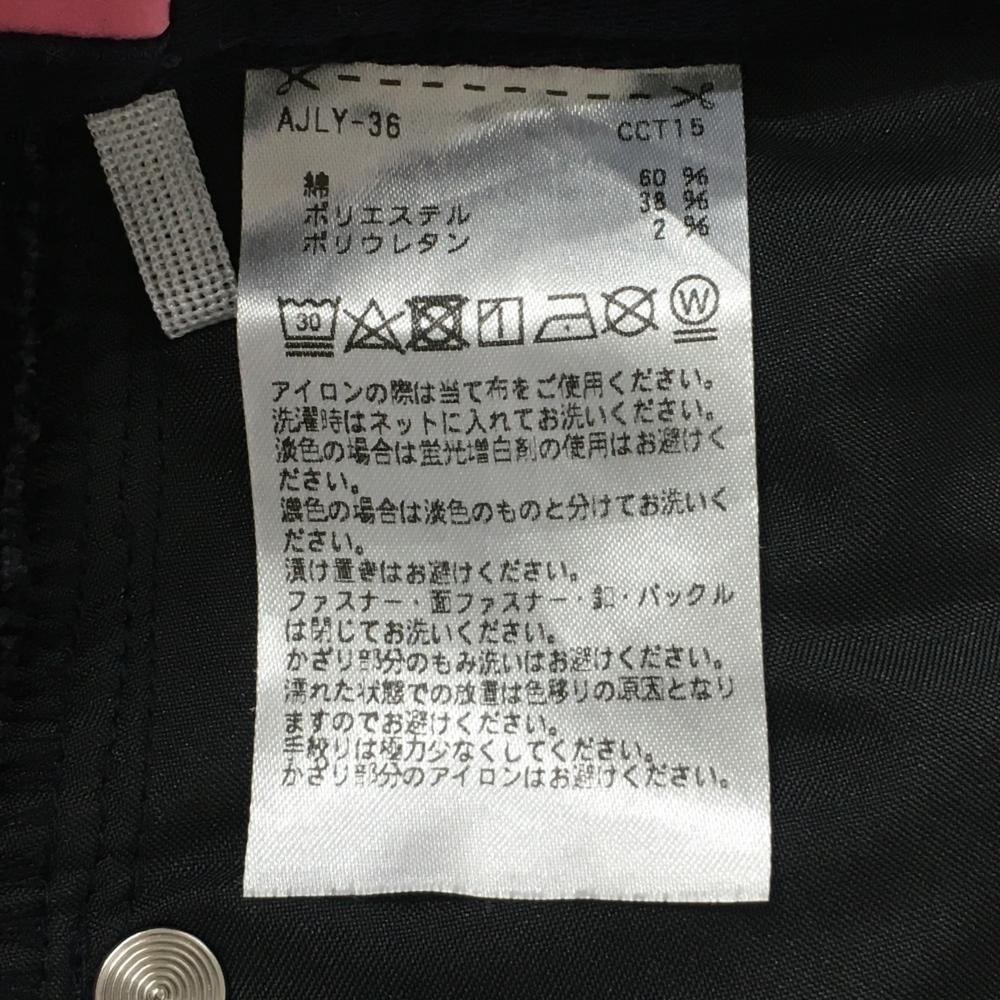 AJLY-36 CCT15
綿 60 %
ポリエステル 38 %
ポリウレタン 2 %
30 W
アイロンの際は当て布をご使用ください。
洗濯時はネットに入れてお洗いください。
淡色の場合は蛍光増白剤の使用はお避けく
ださい。
濃色の場合は淡色のものと分けてお洗いく
ださい。
漬け置きはお避けください。
ファスナー・面ファスナー・釦・バックル
は閉じてお洗いください。
かざり部分のもみ洗いはお避けください。
濡れた状態での放置は色移りの原因となり
ますのでお避けください。
手絞りは極力少なくしてください。
かざり部分のアイロンはお避けください。